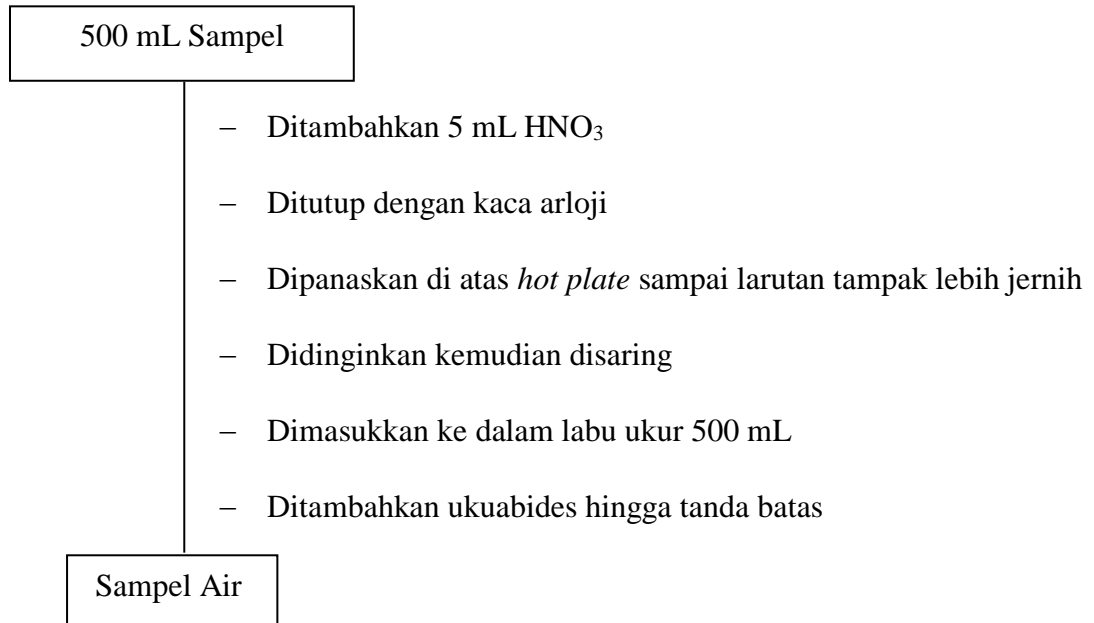 500 mL Sampel
– Ditambahkan 5 mL HNO₃
– Ditutup dengan kaca arloji
– Dipanaskan di atas hot plate sampai larutan tampak lebih jernih
– Didinginkan kemudian disaring
– Dimasukkan ke dalam labu ukur 500 mL
– Ditambahkan ukuabides hingga tanda batas
Sampel Air